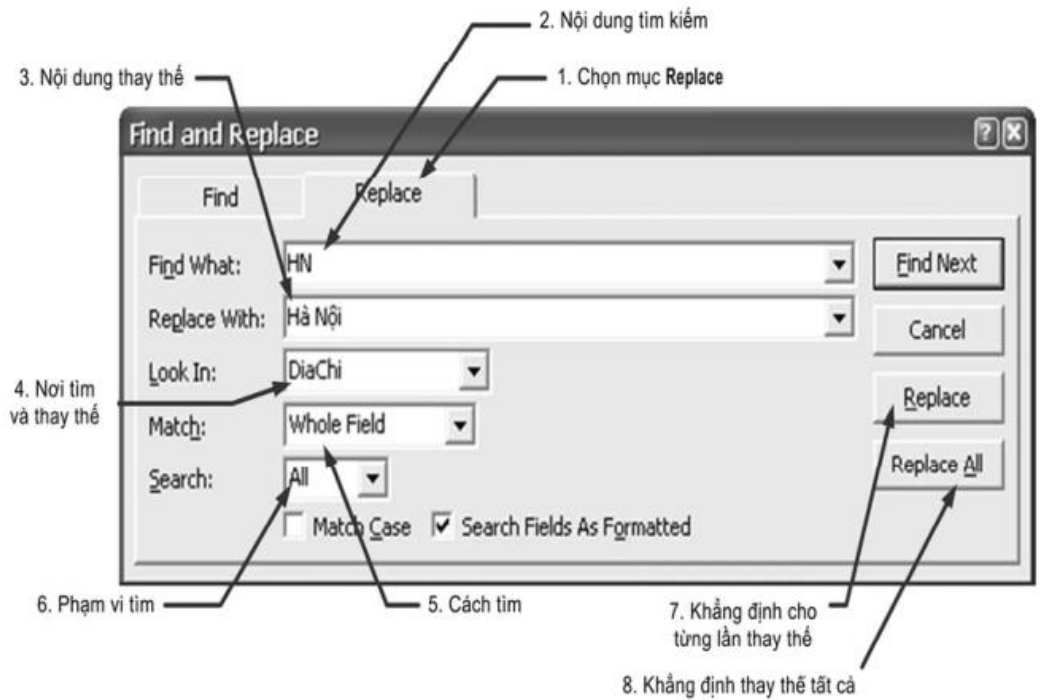 2. Nội dung tìm kiếm
3. Nội dung thay thế
1. Chọn mục Replace
Find and Replace
Find
Replace
Find What:
HN
Find Next
Replace With:
Hà Nội
Cancel
Look In:
DiaChi
4. Nơi tìm
và thay thế
Replace
Match:
Whole Field
Replace All
Search:
All
Match Case
Search Fields As Formatted
6. Phạm vi tìm
5. Cách tìm
7. Khẳng định cho
từng lần thay thế
8. Khẳng định thay thế tất cả